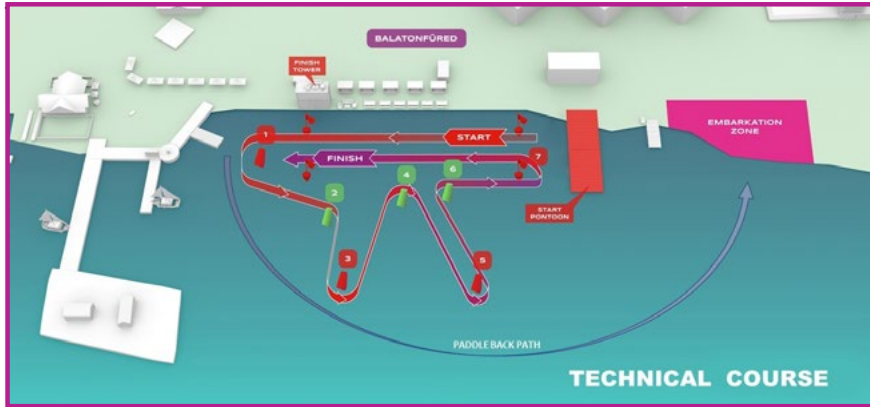 BALATONFÜRED
FINISH
TOWER
1
START
EMBARKATION
ZONE
FINISH
7
4
6
2
START
PONTOON
3
5
PADDLE BACK PATH
TECHNICAL COURSE